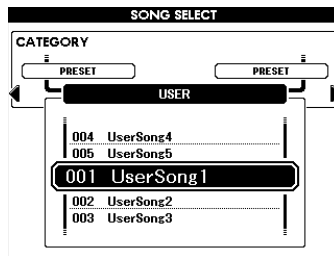 SONG SELECT
CATEGORY
PRESET PRESET
USER
004 UserSong4
005 UserSong5
001 UserSong1
002 UserSong2
003 UserSong3